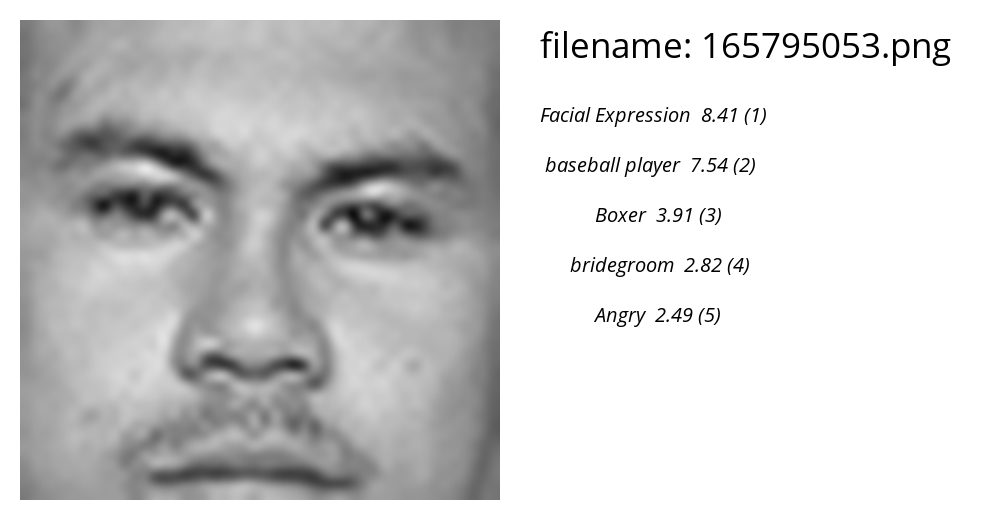 filename: 165795053.png
Facial Expression 8.41 (1)
baseball player 7.54 (2)
Boxer 3.91 (3)
bridegroom 2.82 (4)
Angry 2.49 (5)